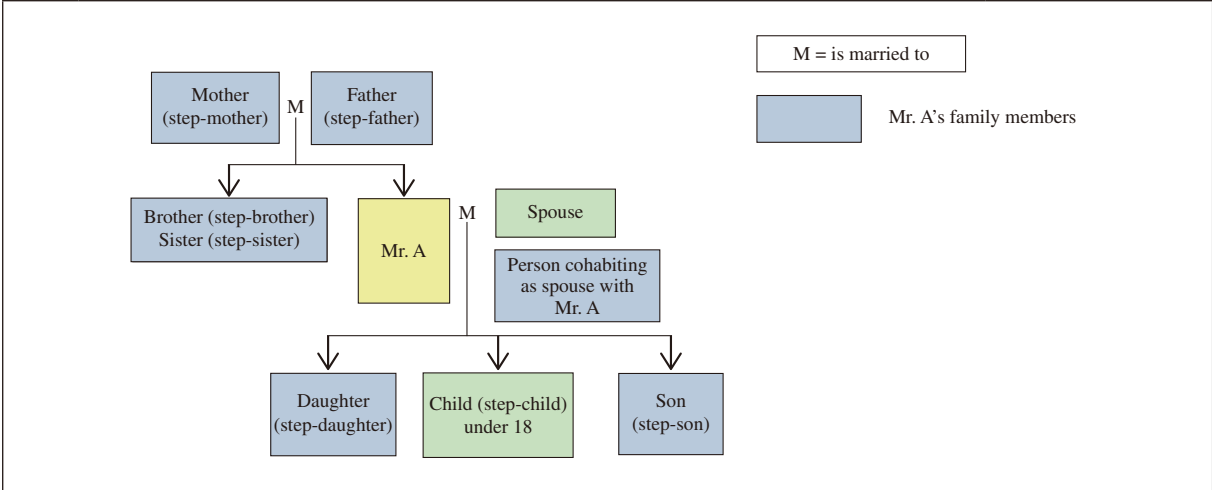 M = is married to
Mother
(step-mother)
M
Father
(step-father)
Mr. A's family members
Brother (step-brother)
Sister (step-sister)
Mr. A
M
Spouse
Person cohabiting
as spouse with
Mr. A
Daughter
(step-daughter)
Child (step-child)
under 18
Son
(step-son)